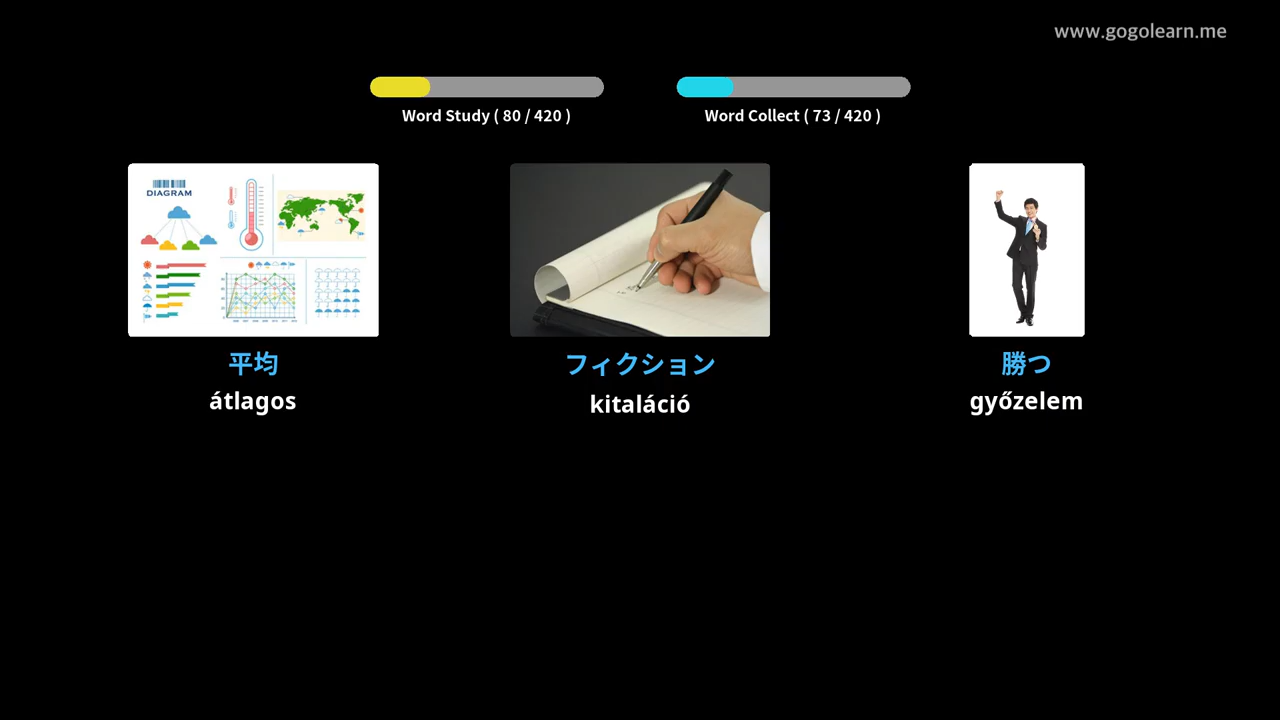 www.gogolearn.me
Word Study ( 80 / 420 )
Word Collect ( 73 / 420 )
DIAGRAM
平均
átlagos
フィクション
kitaláció
勝つ
győzelem